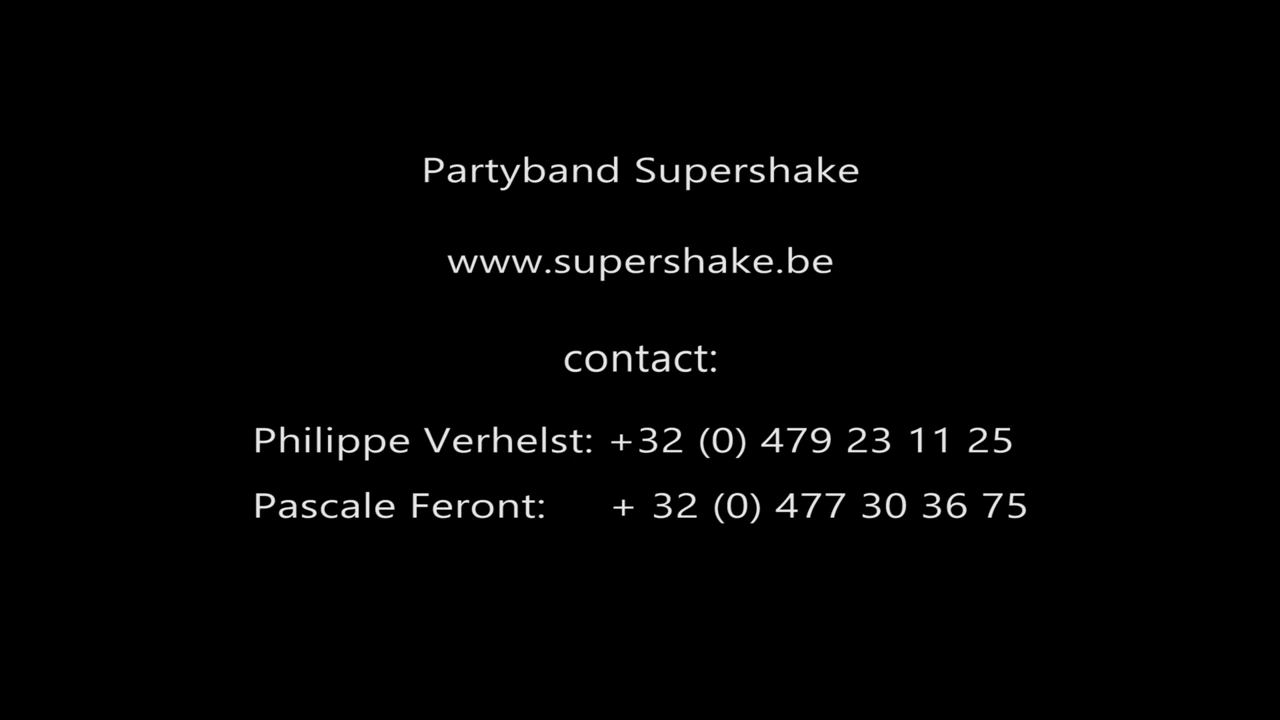 Partyband Supershake
www.supershake.be
contact:
Philippe Verhelst: +32 (0) 479 23 11 25
Pascale Feront: + 32 (0) 477 30 36 75